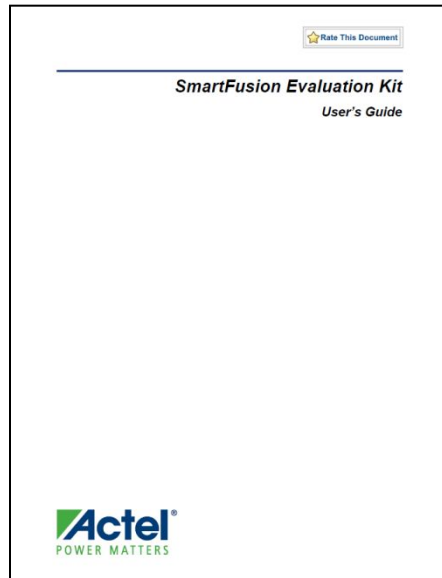 Rate This Document
SmartFusion Evaluation Kit
User's Guide
Actel®
POWER MATTERS